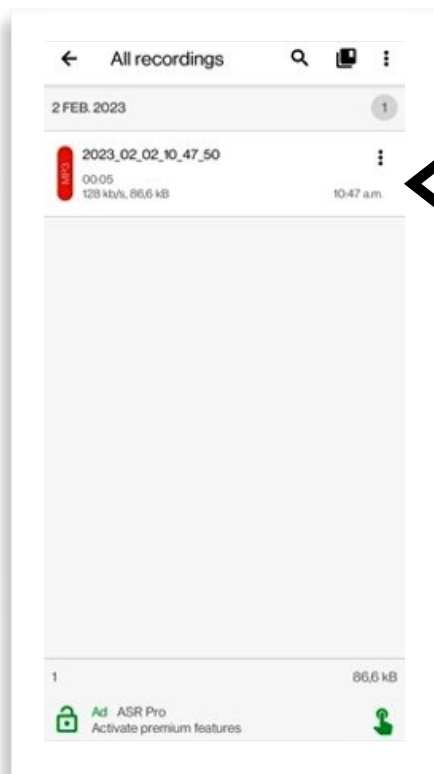 All recordings
2 FEB. 2023 1
2023_02_02_10_47_50
MP3
00:05
128 kb/s, 86,6 kB 10:47 a.m.
1 86,6 kB
Ad ASR Pro
Activate premium features